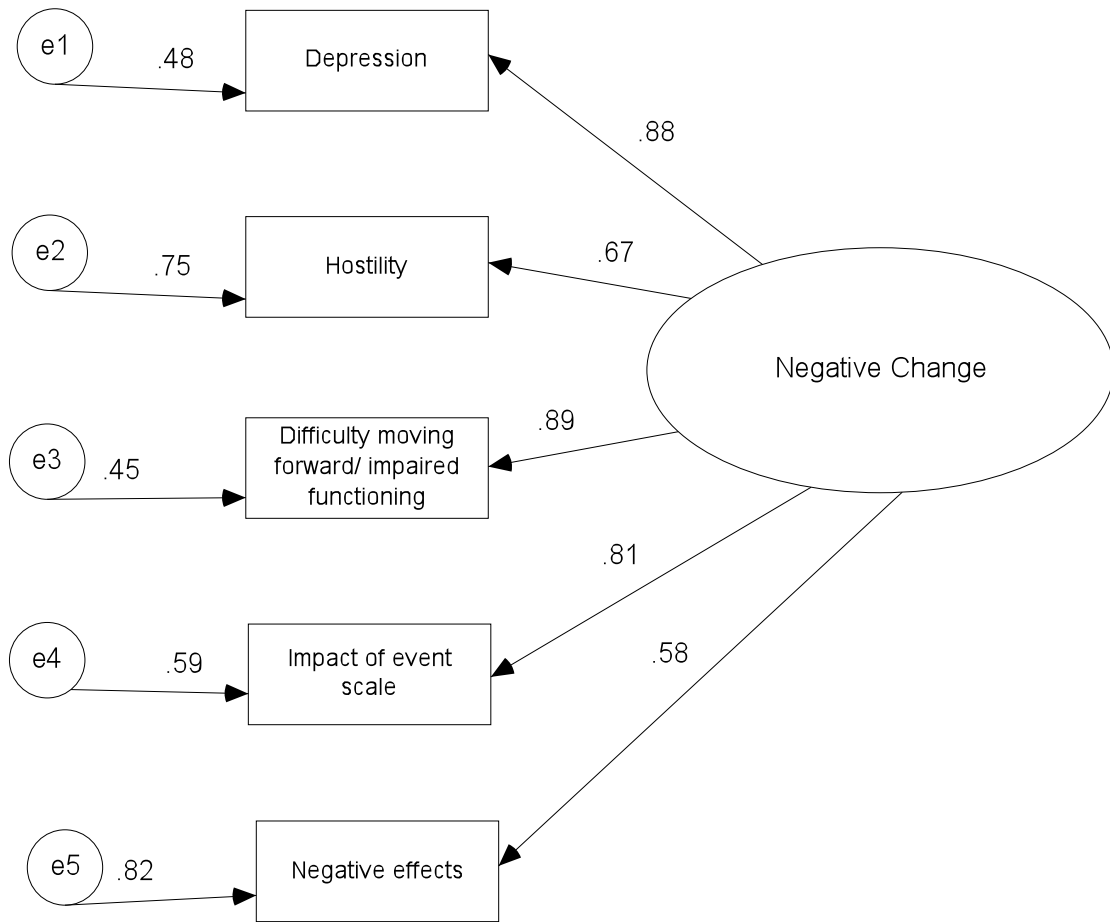 e1
.48
Depression
.88
e2
.75
Hostility
.67
Negative Change
e3
.45
Difficulty moving
forward/ impaired
functioning
.89
.81
e4
.59
Impact of event
scale
.58
e5
.82
Negative effects